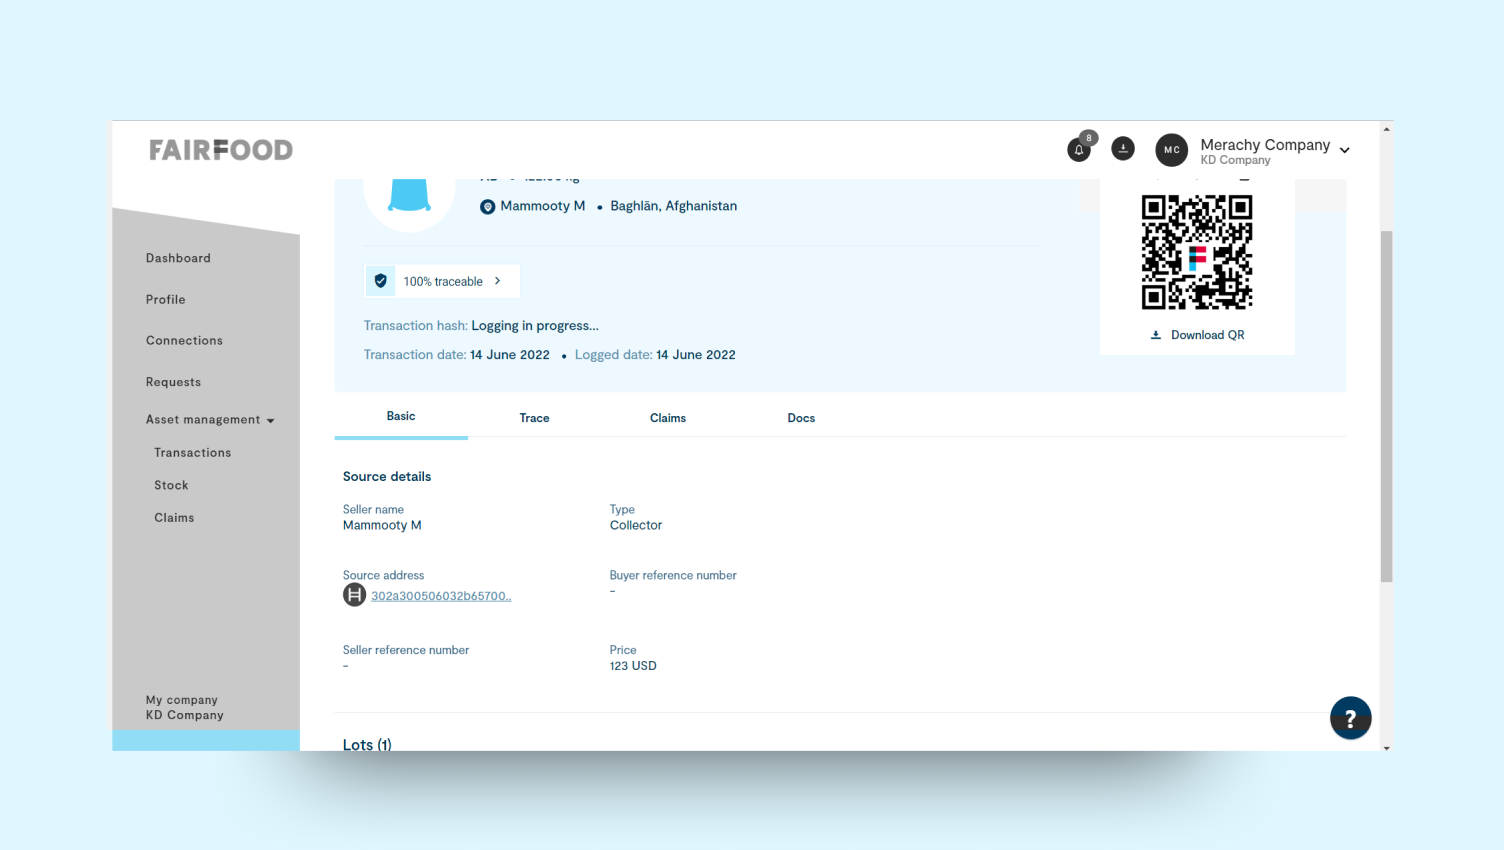 FAIRFOOD
8
MC
Merachy Company
KD Company
Mammooty M • Baghlān, Afghanistan
100% traceable
Transaction hash: Logging in progress...
Transaction date: 14 June 2022 • Logged date: 14 June 2022
Download QR
Dashboard
Profile
Connections
Requests
Asset management
Transactions
Stock
Claims
My company
KD Company
Basic
Trace
Claims
Docs
Source details
Seller name
Mammooty M
Type
Collector
Source address
302a300506032b65700..
Buyer reference number
-
Seller reference number
-
Price
123 USD
Lots (1)
?